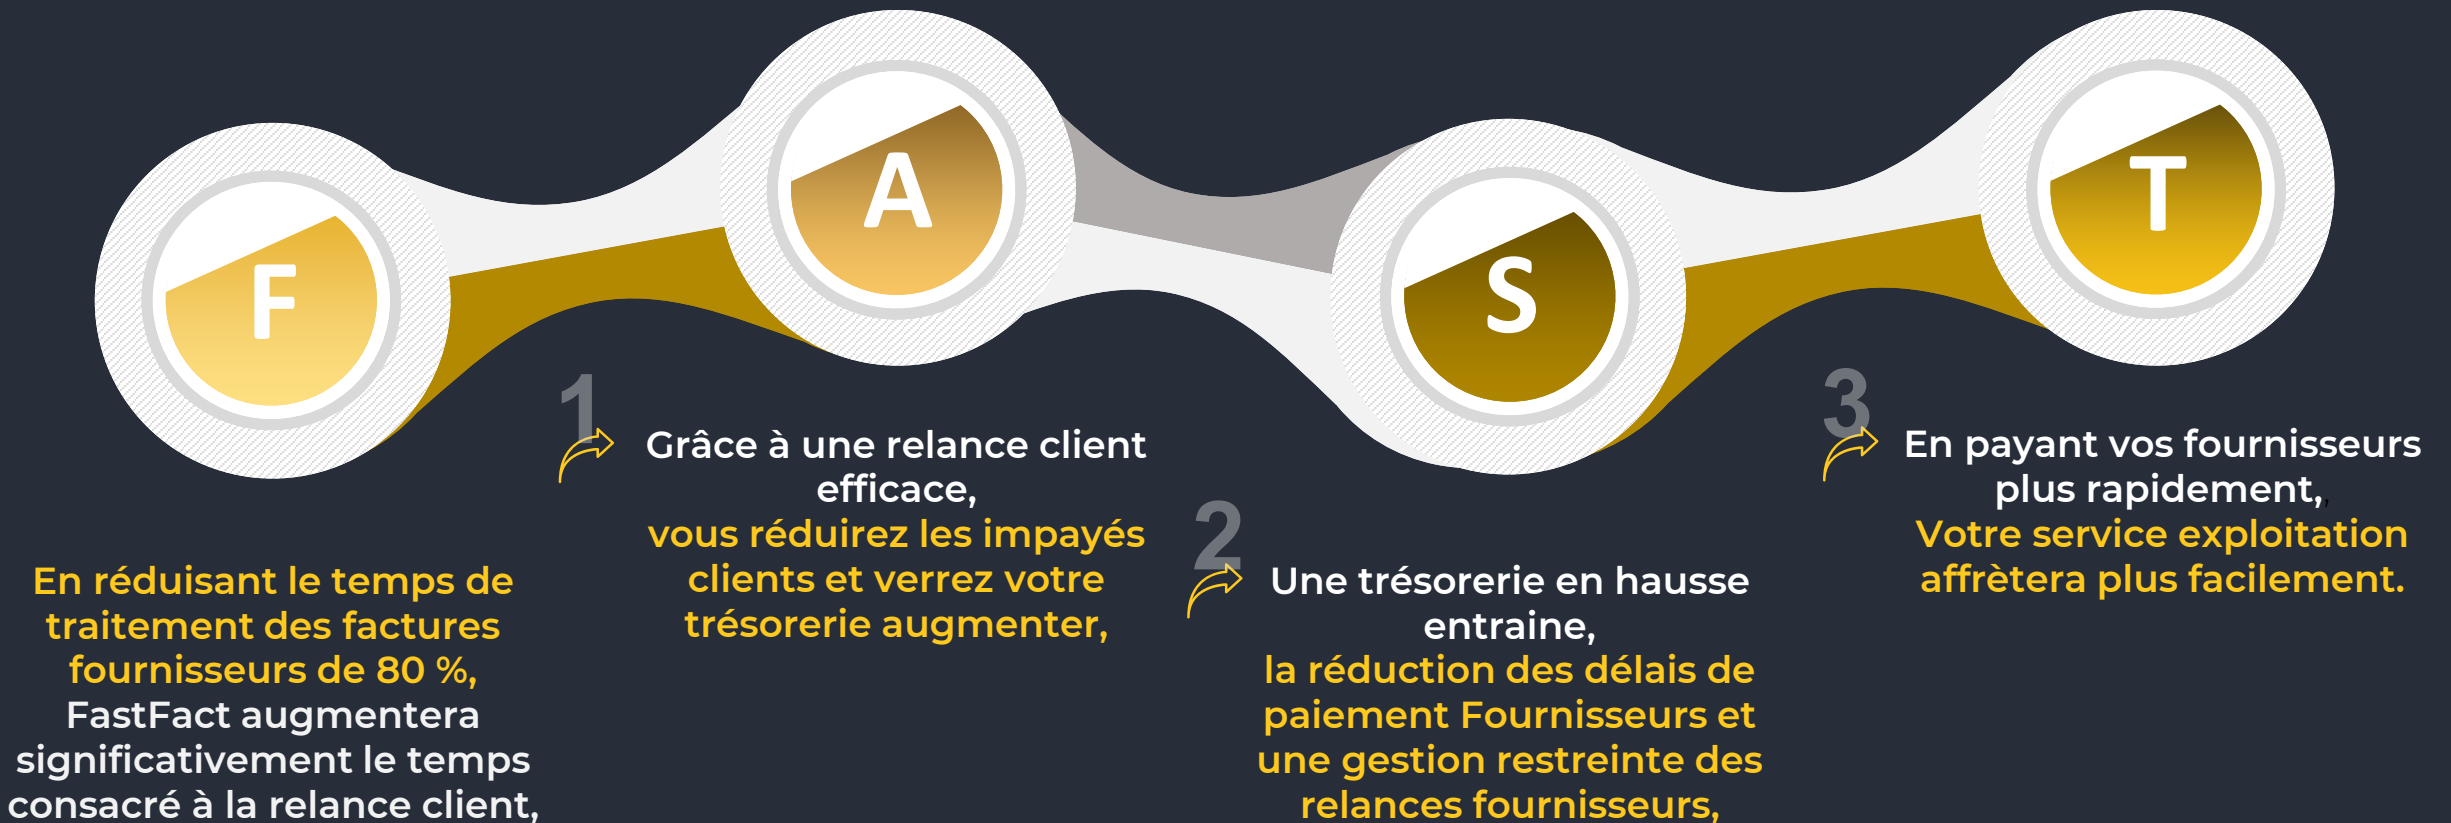 F
En réduisant le temps de
traitement des factures
fournisseurs de 80 %,
FastFact augmentera
significativement le temps
consacré à la relance client,
A
1
Grâce à une relance client
efficace,
vous réduirez les impayés
clients et verrez votre
trésorerie augmenter,
S
2
Une trésorerie en hausse
entraine,
la réduction des délais de
paiement Fournisseurs et
une gestion restreinte des
relances fournisseurs,
T
3
En payant vos fournisseurs
plus rapidement,,
Votre service exploitation
affrètera plus facilement.